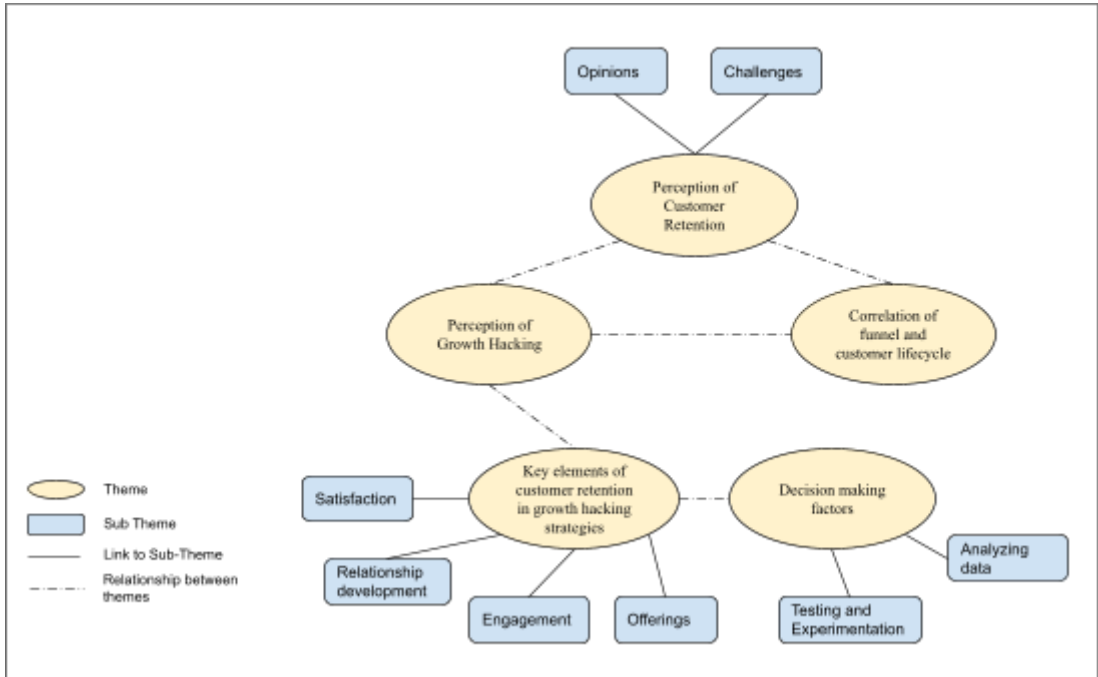 Opinions
Challenges
Perception of
Customer
Retention
Perception of
Growth Hacking
Correlation of
funnel and
customer lifecycle
Key elements of
customer retention
in growth hacking
strategies
Decision making
factors
Satisfaction
Relationship
development
Engagement
Offerings
Testing and
Experimentation
Analyzing
data
Theme
Sub Theme
Link to Sub-Theme
Relationship between
themes